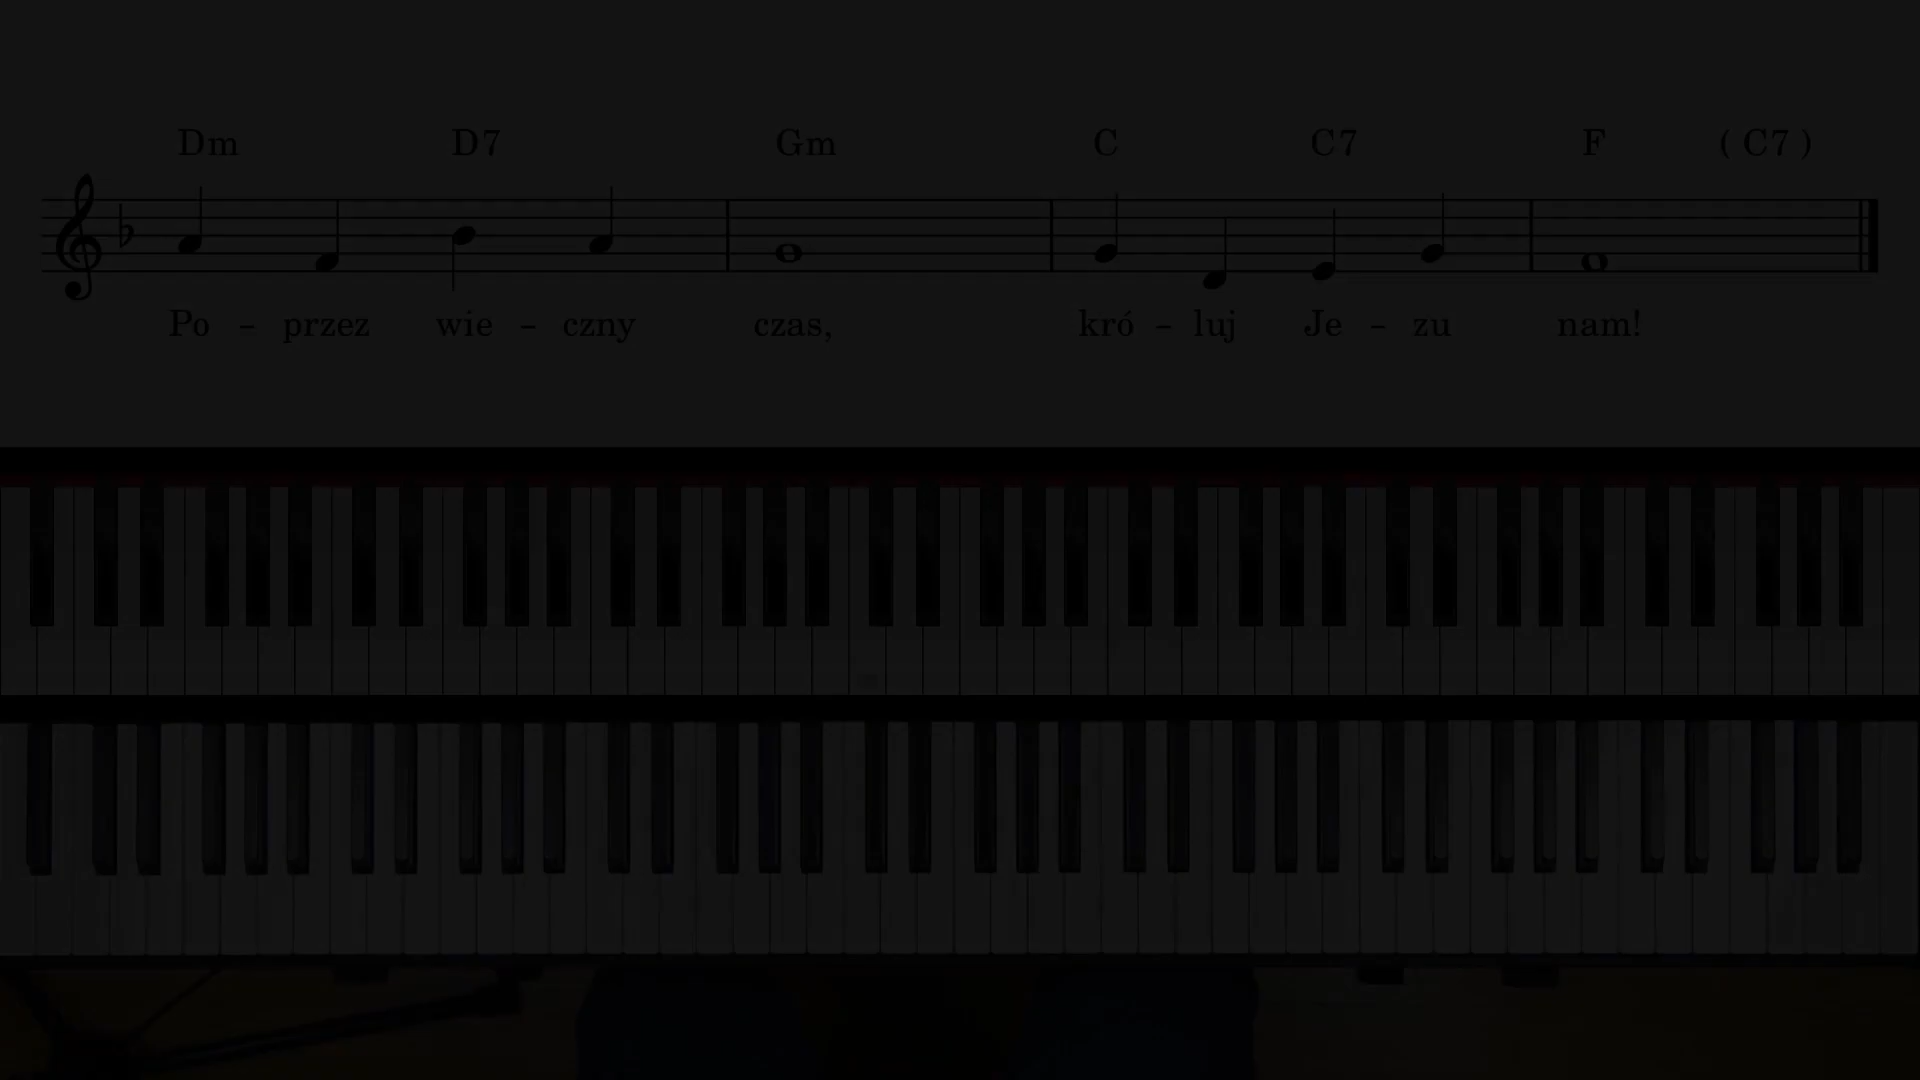 Dm D7 Gm C C7 F ( C7 )
Po - przez wie - czny czas, kró - luj Je - zu nam!